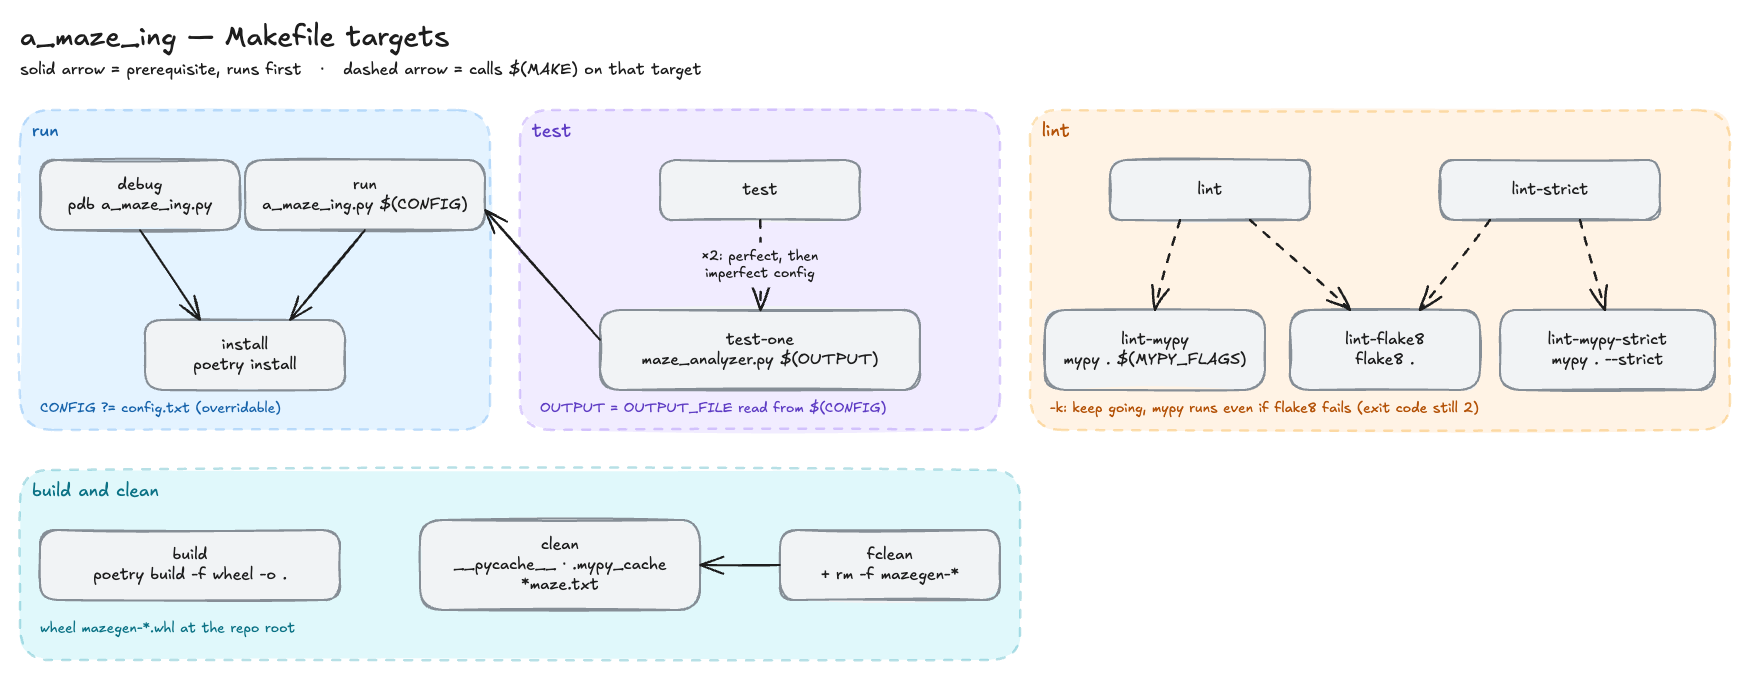 a_maze_ing — Makefile targets
solid arrow = prerequisite, runs first · dashed arrow = calls $(MAKE) on that target
run
debug
pdb a_maze_ing.py
run
a_maze_ing.py $(CONFIG)
install
poetry install
CONFIG ?= config.txt (overridable)
test
test
×2: perfect, then
imperfect config
test-one
maze_analyzer.py $(OUTPUT)
OUTPUT = OUTPUT_FILE read from $(CONFIG)
lint
lint
lint-strict
lint-mypy
mypy . $(MYPY_FLAGS)
lint-flake8
flake8 .
lint-mypy-strict
mypy . --strict
-k: keep going, mypy runs even if flake8 fails (exit code still 2)
build and clean
build
poetry build -f wheel -o .
clean
__pycache__ · .mypy_cache
*maze.txt
fclean
+ rm -f mazegen-*
wheel mazegen-*.whl at the repo root